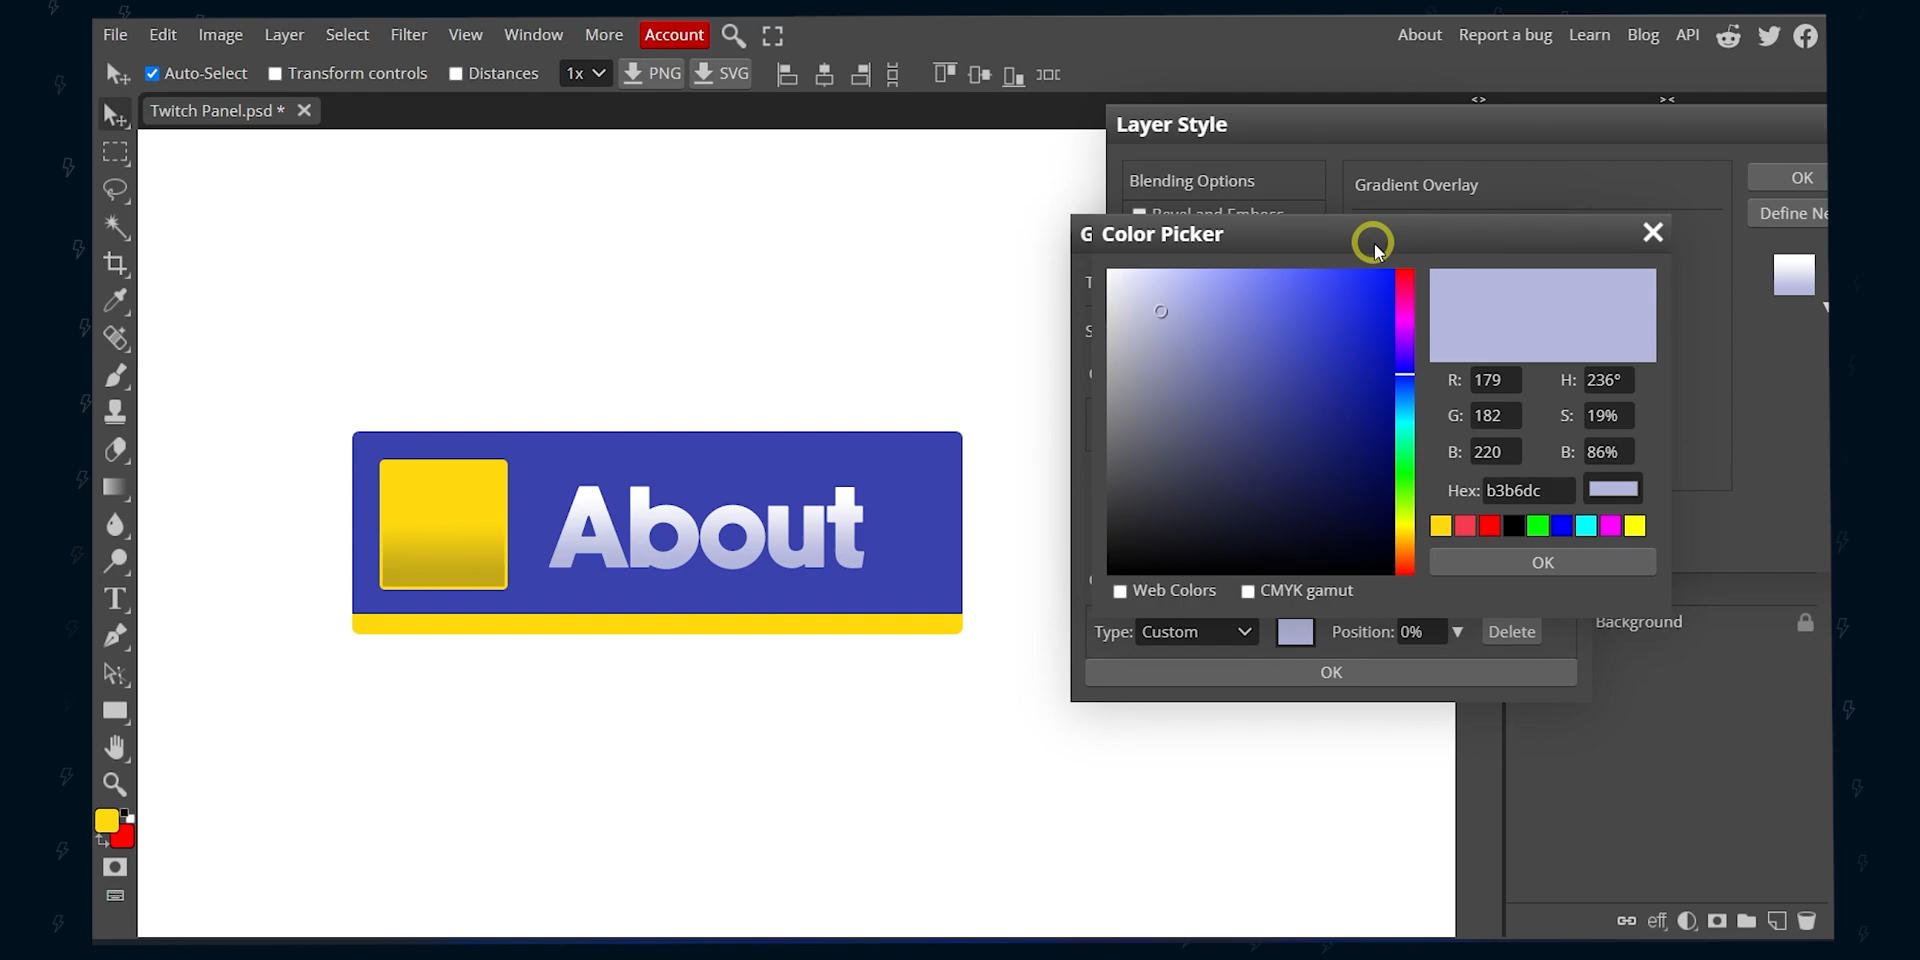 File Edit Image Layer Select Filter View Window More Account About Report a bug Learn Blog API
Auto-Select Transform controls Distances 1x PNG SVG
Twitch Panel.psd *
<> ><
Layer Style
Blending Options Gradient Overlay OK
Bevel and Emboss
Define Ne
G Color Picker
T
S
R: 179 H: 236°
G: 182 S: 19%
B: 220 B: 86%
Hex: b3b6dc
OK
Web Colors CMYK gamut
About
Type: Custom Position: 0% Delete
Background
OK
eff